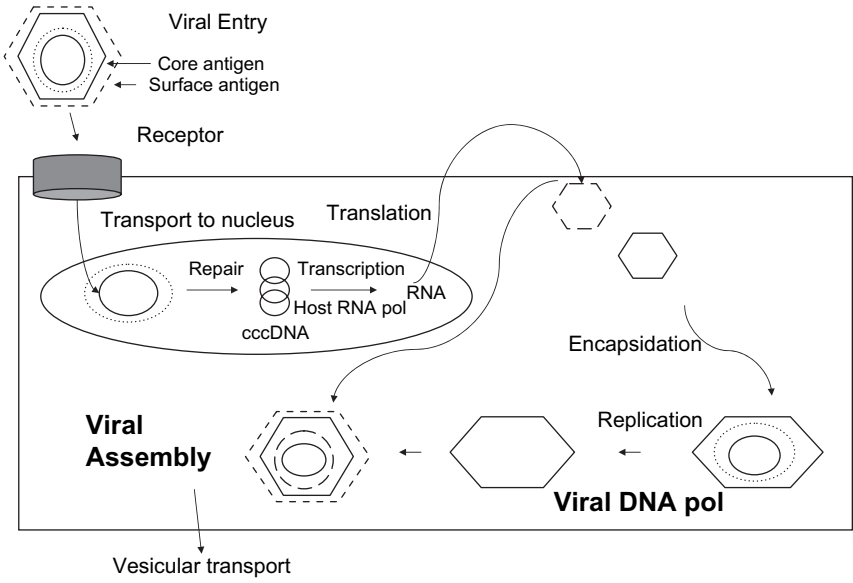 Viral Entry
Core antigen
Surface antigen
Receptor
Transport to nucleus
Translation
Repair
Transcription
Host RNA pol
RNA
cccDNA
Encapsidation
Replication
Viral
Assembly
Viral DNA pol
Vesicular transport